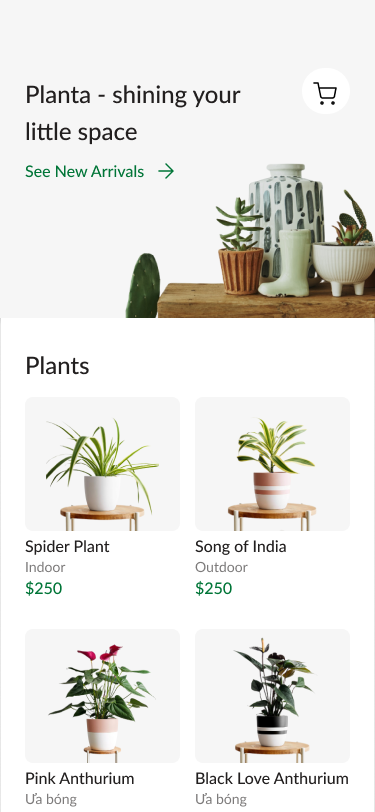 Planta - shining your
little space
See New Arrivals
Plants
Spider Plant
Indoor
$250
Song of India
Outdoor
$250
Pink Anthurium
Ưa bóng
Black Love Anthurium
Ưa bóng